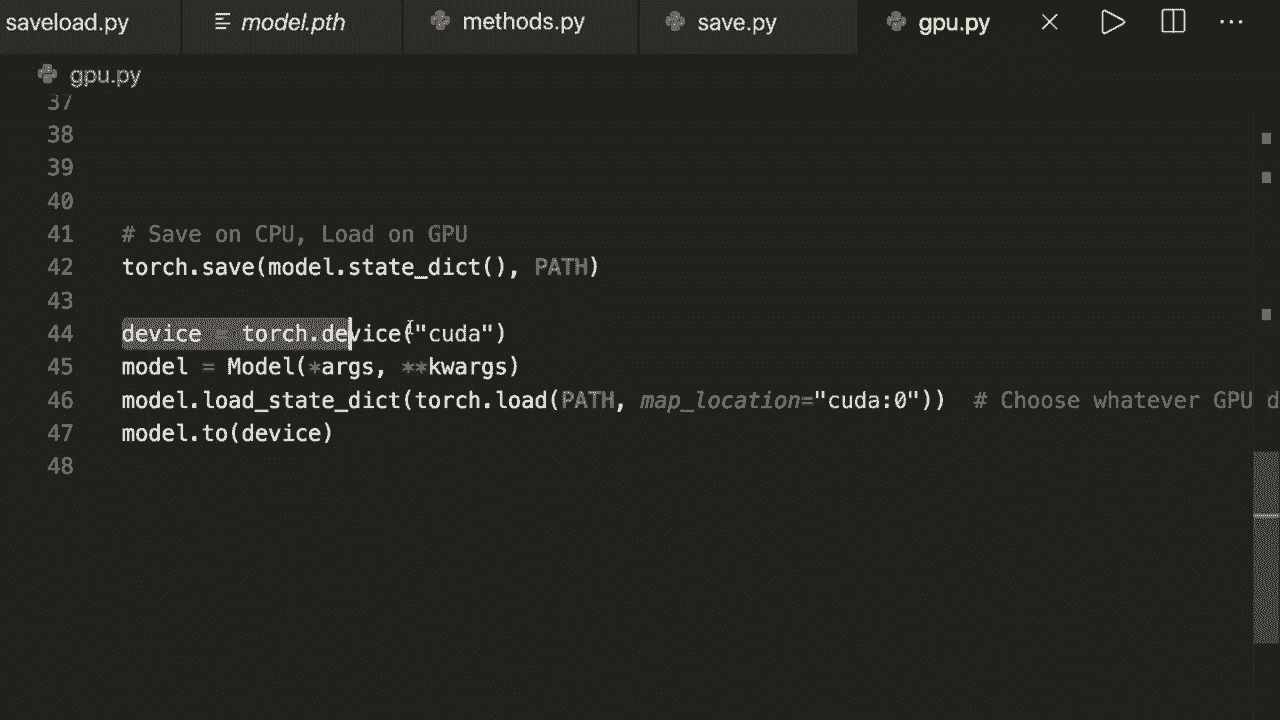 saveload.py model.pth methods.py save.py gpu.py
gpu.py
37
38
39
40
41 # Save on CPU, Load on GPU
42 torch.save(model.state_dict(), PATH)
43
44 device = torch.device("cuda")
45 model = Model(*args, **kwargs)
46 model.load_state_dict(torch.load(PATH, map_location="cuda:0")) # Choose whatever GPU d
47 model.to(device)
48